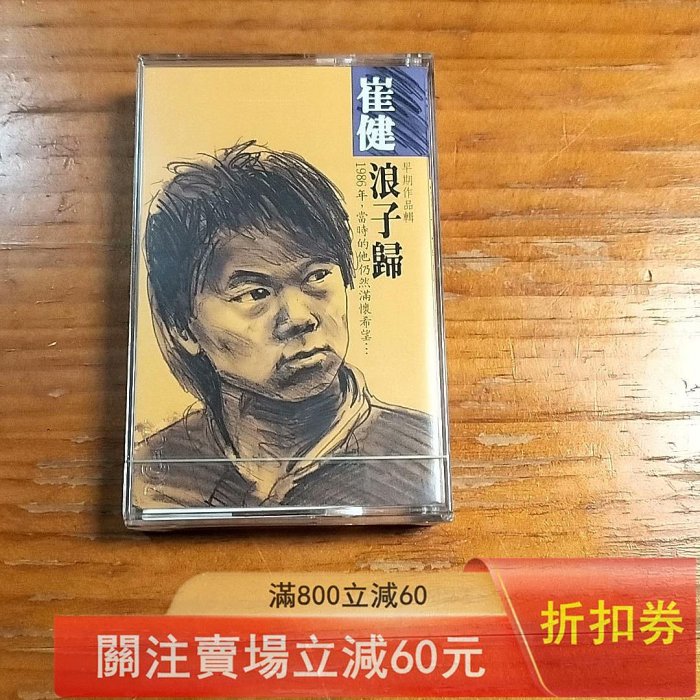 崔健
浪子歸
早期作品輯
1986年，當時的他仍然滿懷希望…
滿800立減60
關注賣場立減60元
折扣券